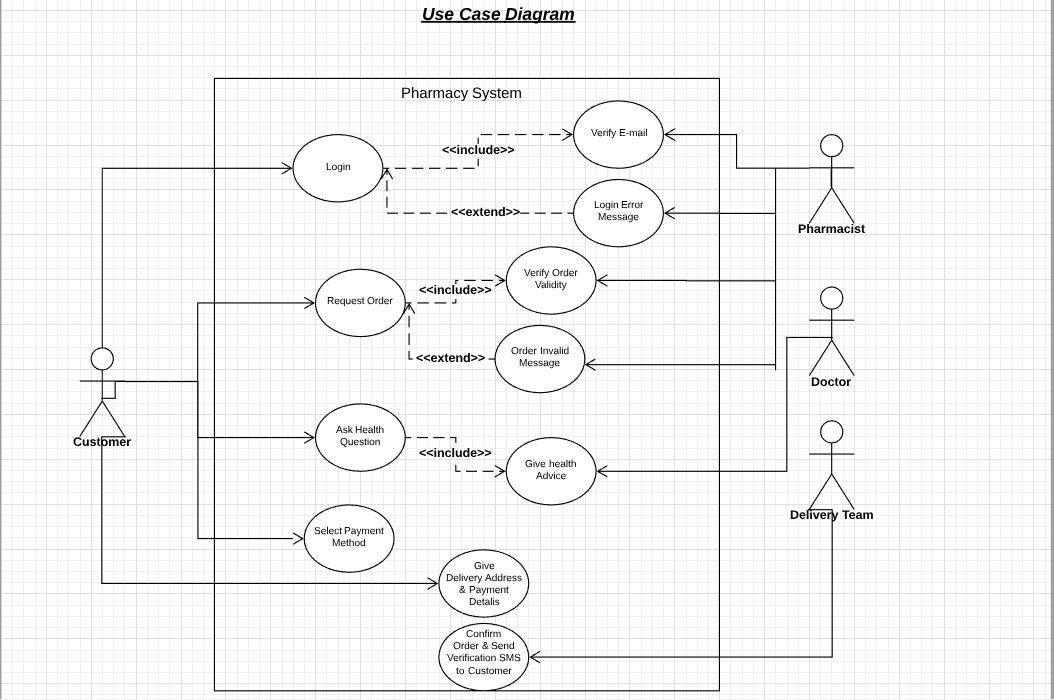 Use Case Diagram
Pharmacy System
Verify E-mail
<<include>>
Login
<<extend>>
Login Error
Message
Pharmacist
Verify Order
Validity
<<include>>
Request Order
<<extend>>
Order Invalid
Message
Doctor
Customer
Ask Health
Question
<<include>>
Give health
Advice
Delivery Team
Select Payment
Method
Give
Delivery Address
& Payment
Detalis
Confirm
Order & Send
Verification SMS
to Customer